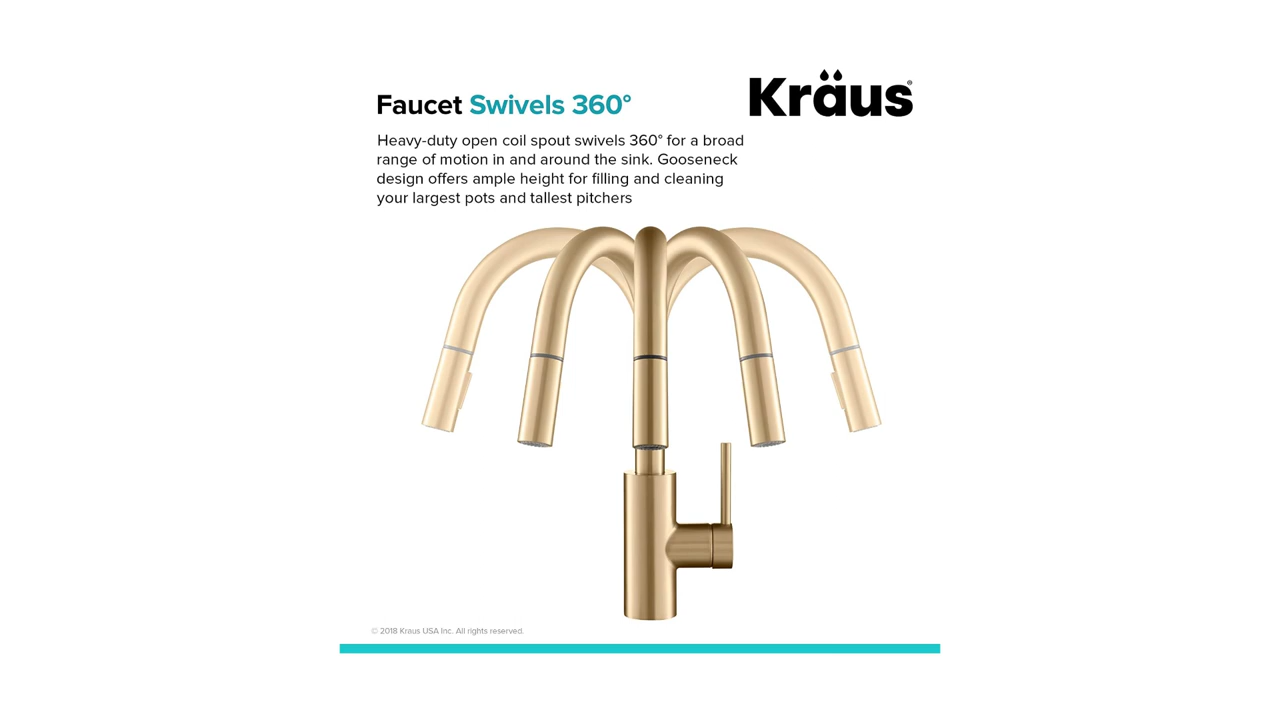 Faucet Swivels 360°
Kräus®
Heavy-duty open coil spout swivels 360° for a broad
range of motion in and around the sink. Gooseneck
design offers ample height for filling and cleaning
your largest pots and tallest pitchers
© 2018 Kraus USA Inc. All rights reserved.